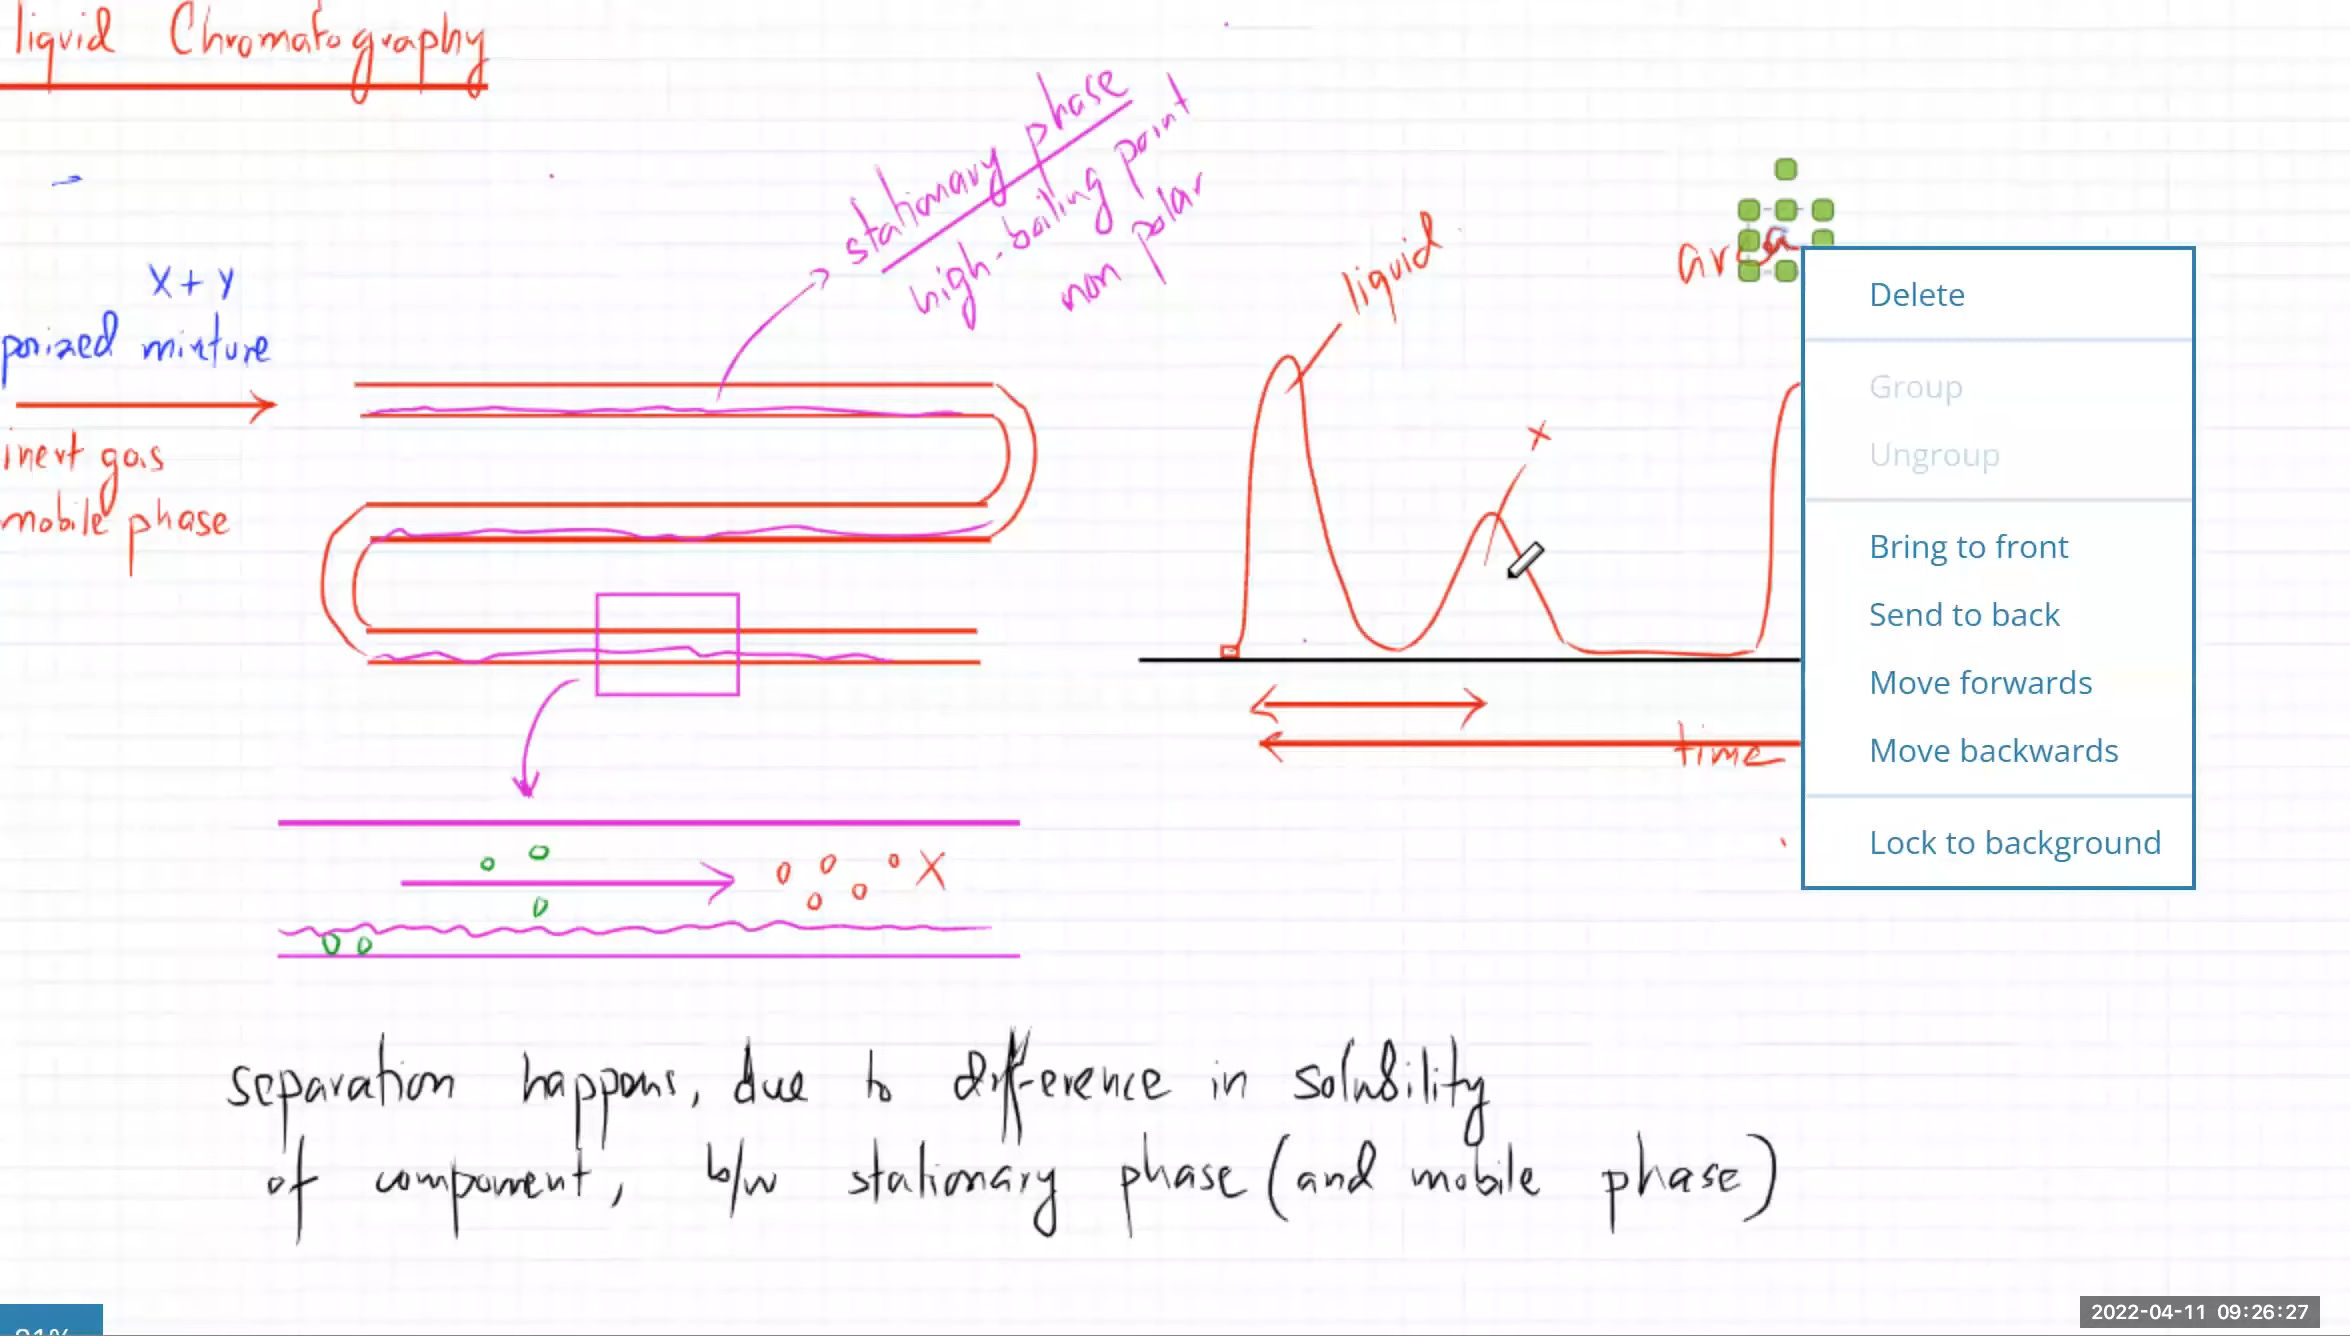 liquid Chromatography
stationary phase
high-boiling point
non polar
X + Y
porized mixture
inert gas
mobile phase
liquid
x
area
Delete
Group
Ungroup
Bring to front
Send to back
Move forwards
Move backwards
Lock to background
time
X
separation happens, due to difference in solubility
of component, b/w stationary phase (and mobile phase)
2022-04-11 09:26:27